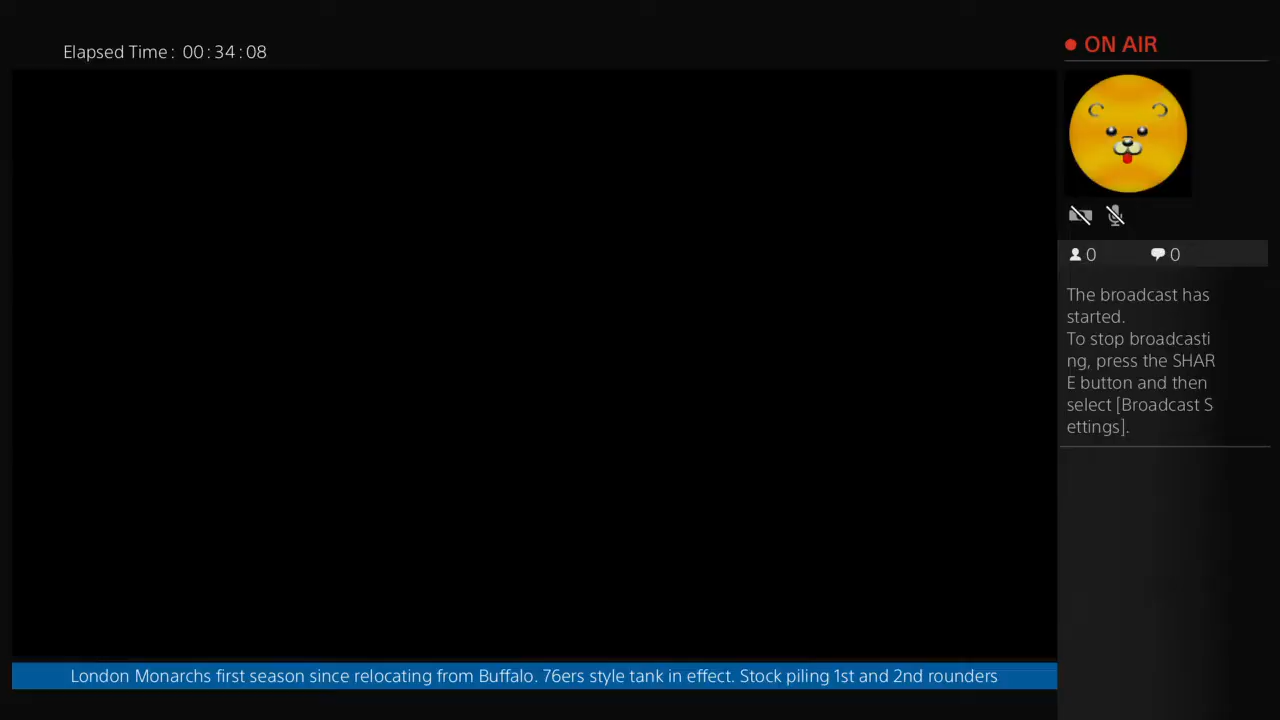 Elapsed Time: 00:34:08
ON AIR
0 0
The broadcast has
started.
To stop broadcasti
ng, press the SHAR
E button and then
select [Broadcast S
ettings].
London Monarchs first season since relocating from Buffalo. 76ers style tank in effect. Stock piling 1st and 2nd rounders